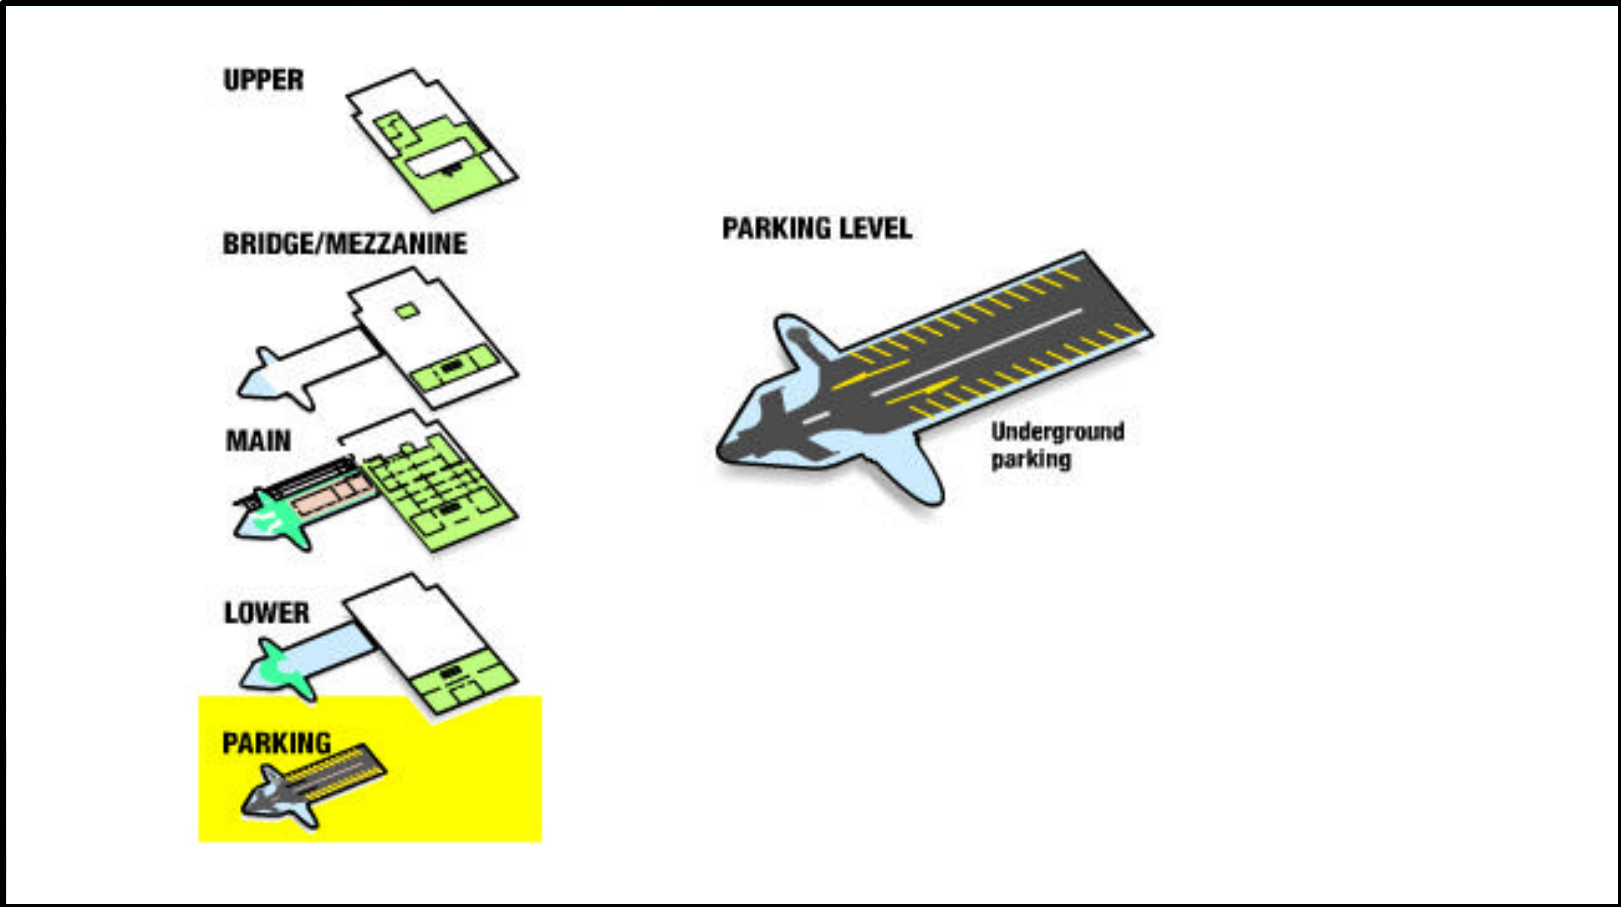 UPPER
BRIDGE/MEZZANINE
MAIN
LOWER
PARKING
PARKING LEVEL
Underground
parking